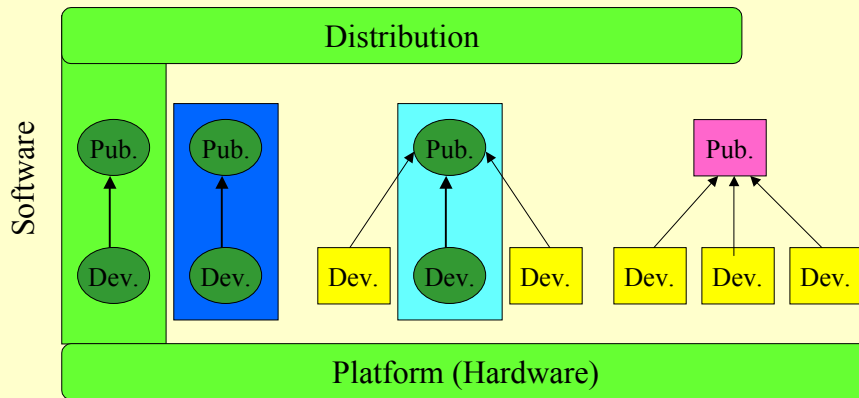 Distribution
Software
Pub. Pub. Pub. Pub.
Dev. Dev. Dev. Dev. Dev. Dev. Dev. Dev.
Platform (Hardware)